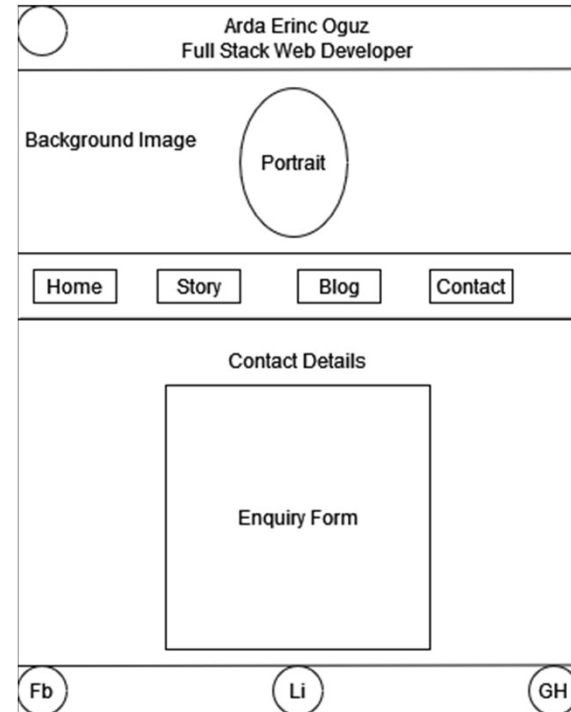 Arda Erinc Oguz
Full Stack Web Developer
Background Image
Portrait
Home Story Blog Contact
Contact Details
Enquiry Form
Fb Li GH